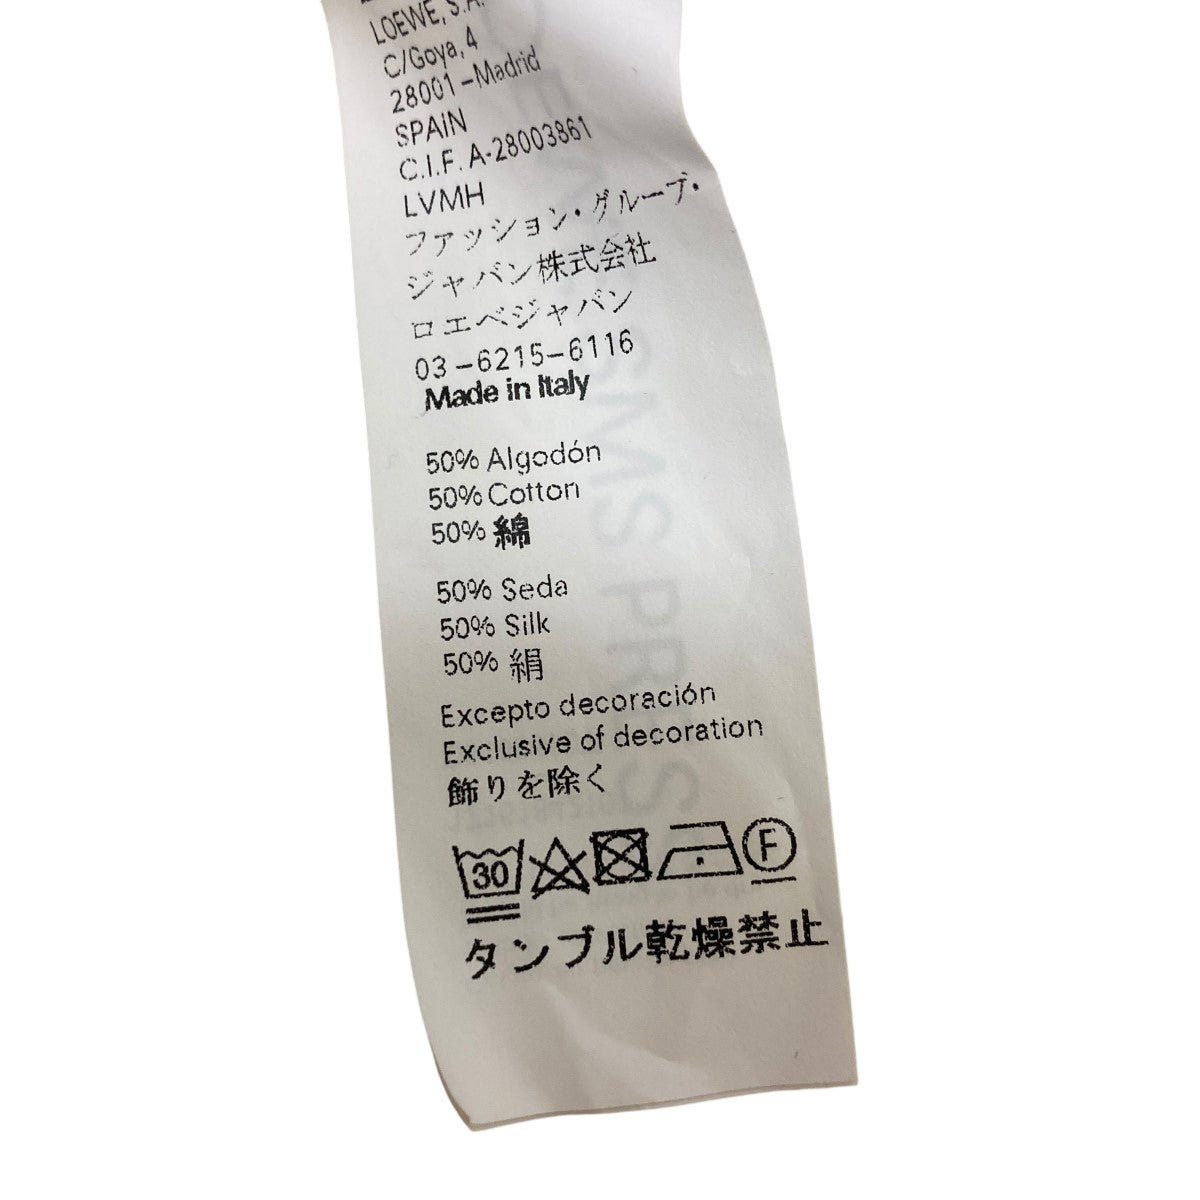 LOEWE, S.A.
C/Goya, 4
28001 –Madrid
SPAiN
C.I.F. A-28003861
LVMH
ファッション・グループ・
ジャパン株式会社
ロエベジャパン
03 –6215–6116
Made in Italy
50% Algodón
50% Cotton
50% 綿
50% Seda
50% Silk
50% 絹
Excepto decoración
Exclusive of decoration
飾りを除く
30 F
タンブル乾燥禁止